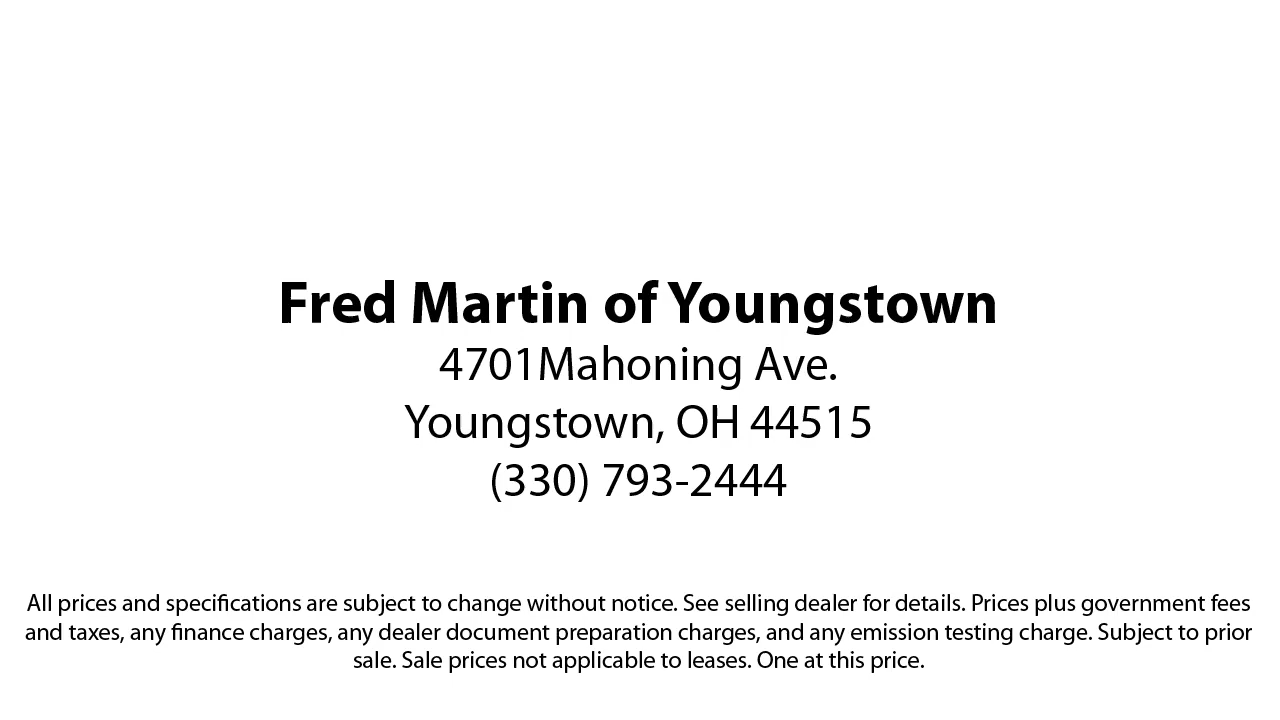 Fred Martin of Youngstown
4701Mahoning Ave.
Youngstown, OH 44515
(330) 793-2444
All prices and specifications are subject to change without notice. See selling dealer for details. Prices plus government fees
and taxes, any finance charges, any dealer document preparation charges, and any emission testing charge. Subject to prior
sale. Sale prices not applicable to leases. One at this price.